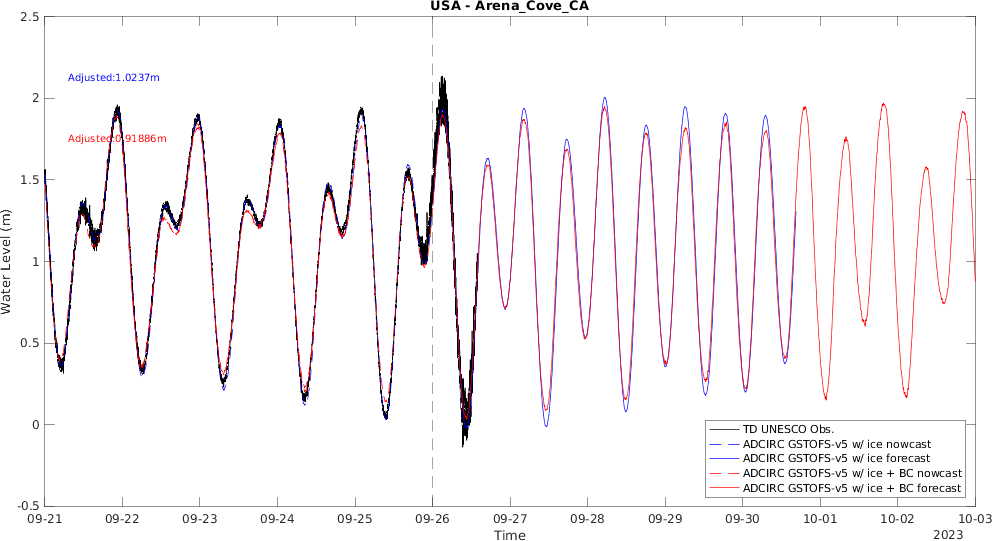 USA - Arena_Cove_CA
2.5
2
1.5
1
0.5
0
-0.5
Water Level (m)
Adjusted:1.0237m
Adjusted:0.91886m
TD UNESCO Obs.
ADCIRC GSTOFS-v5 w/ ice nowcast
ADCIRC GSTOFS-v5 w/ ice forecast
ADCIRC GSTOFS-v5 w/ ice + BC nowcast
ADCIRC GSTOFS-v5 w/ ice + BC forecast
09-21 09-22 09-23 09-24 09-25 09-26 09-27 09-28 09-29 09-30 10-01 10-02 10-03
Time
2023